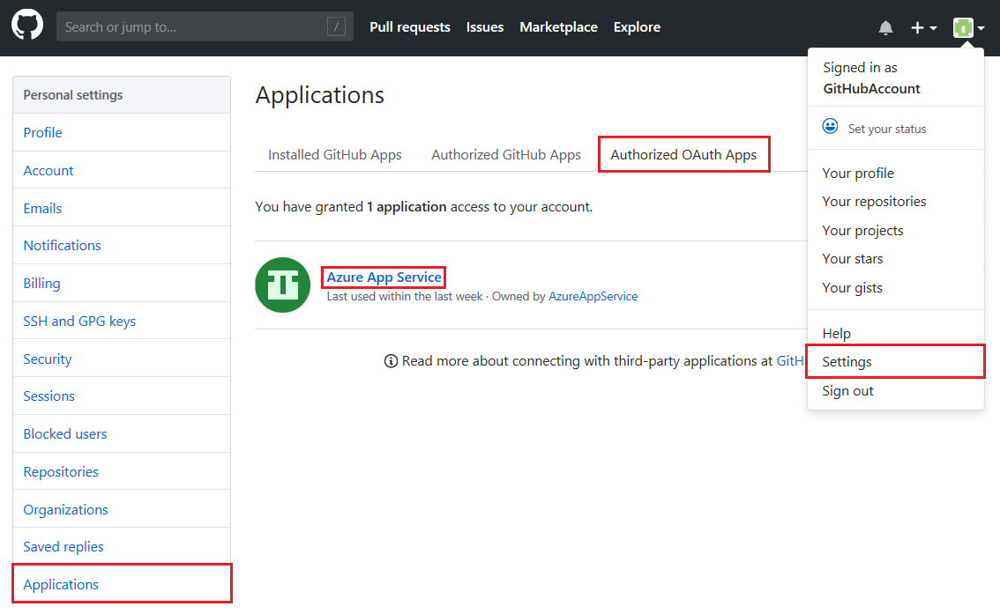 Search or jump to... /
Pull requests
Issues
Marketplace
Explore
Signed in as
GitHubAccount
Set your status
Your profile
Your repositories
Your projects
Your stars
Your gists
Help
Settings
Sign out
Personal settings
Profile
Account
Emails
Notifications
Billing
SSH and GPG keys
Security
Sessions
Blocked users
Repositories
Organizations
Saved replies
Applications
Applications
Installed GitHub Apps
Authorized GitHub Apps
Authorized OAuth Apps
You have granted 1 application access to your account.
Azure App Service
Last used within the last week · Owned by AzureAppService
Read more about connecting with third-party applications at GitH